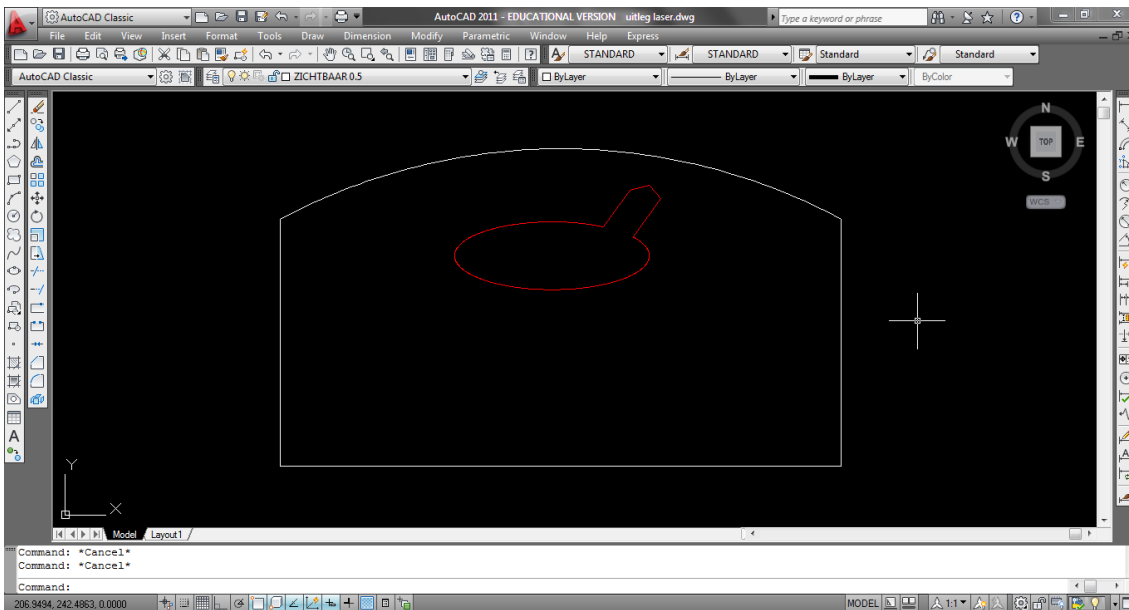 AutoCAD Classic AutoCAD 2011 - EDUCATIONAL VERSION uitleg laser.dwg Type a keyword or phrase
File Edit View Insert Format Tools Draw Dimension Modify Parametric Window Help Express
STANDARD STANDARD Standard Standard
AutoCAD Classic ZICHTBAAR 0.5 ByLayer ByLayer ByLayer ByColor
N
W TOP E
S
WCS
Y
X
A
Model Layout1
Command: *Cancel*
Command: *Cancel*
Command:
206.9494, 242.4863, 0.0000 MODEL 1:1